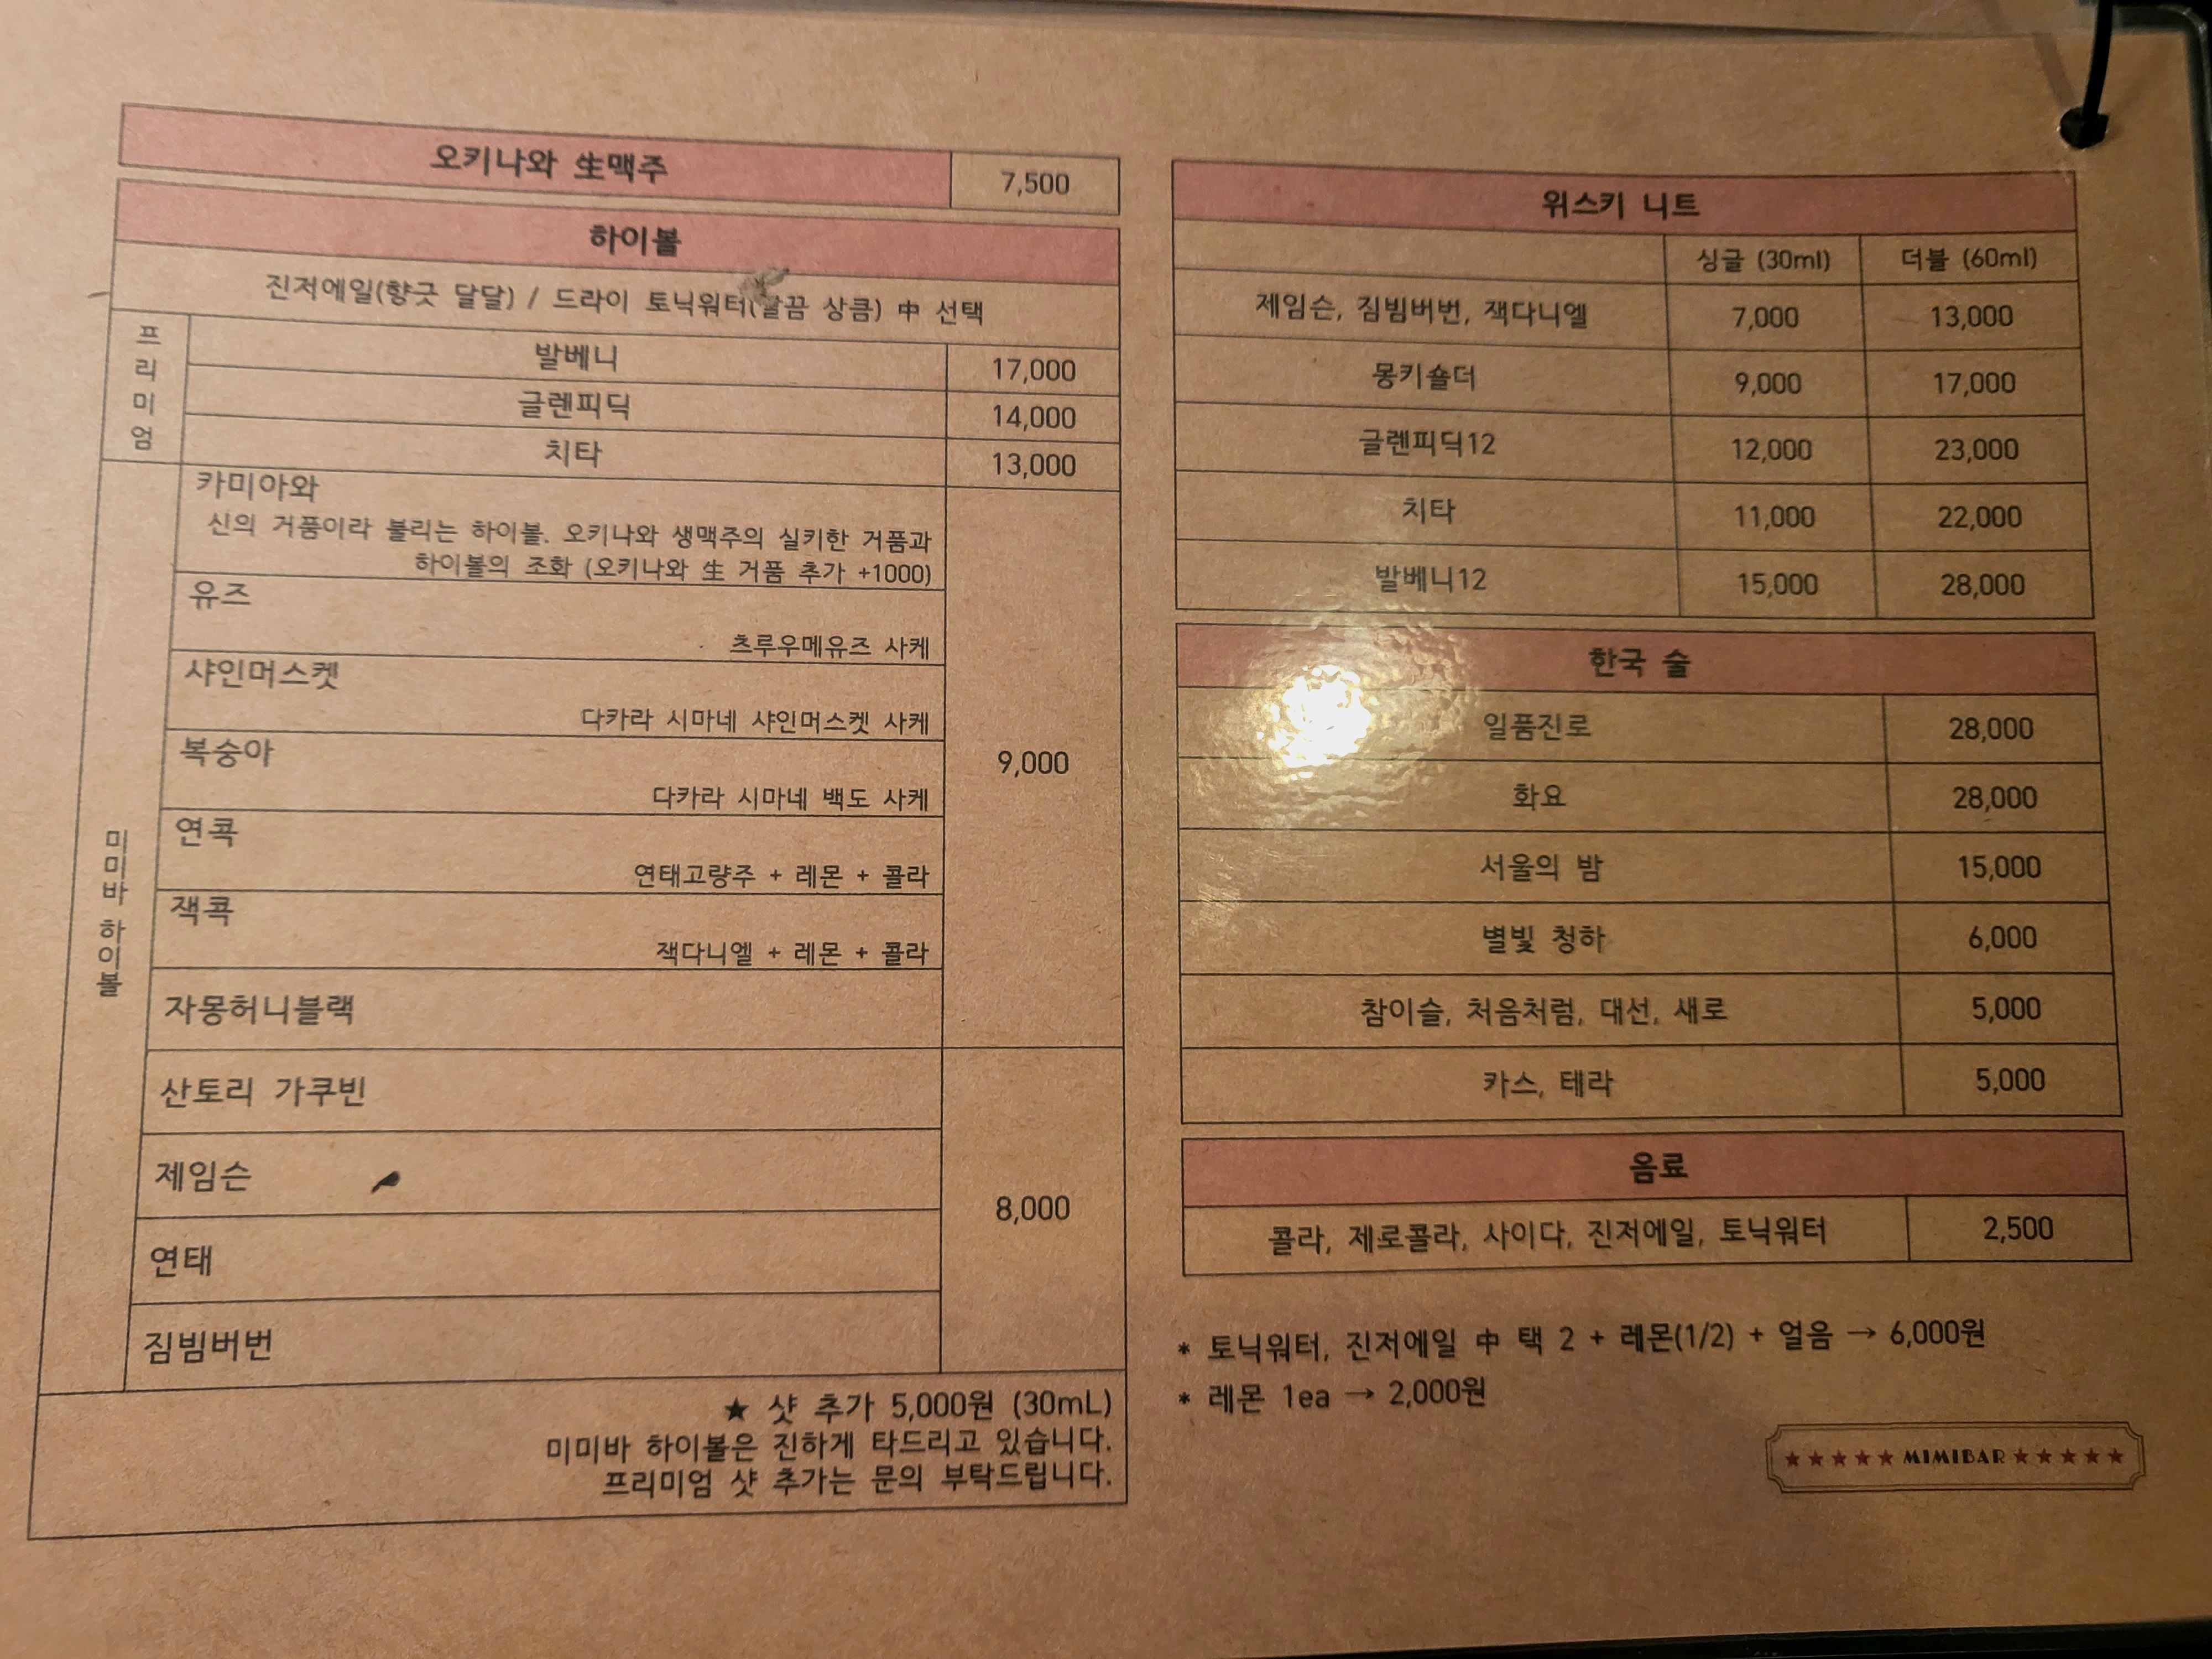 오키나와 生맥주 7,500
하이볼
진저에일(향긋 달달) / 드라이 토닉워터(깔끔 상큼) 中 선택
프리미엄
발베니 17,000
글렌피딕 14,000
치타 13,000
미미바 하이볼
카미아와
신의 거품이라 불리는 하이볼. 오키나와 생맥주의 실키한 거품과
하이볼의 조화 (오키나와 生 거품 추가 +1000)
유즈
츠루우메유즈 사케
샤인머스켓
다카라 시마네 샤인머스켓 사케
복숭아
다카라 시마네 백도 사케
9,000
연콕
연태고량주 + 레몬 + 콜라
잭콕
잭다니엘 + 레몬 + 콜라
자몽허니블랙
산토리 가쿠빈
제임슨
8,000
연태
짐빔버번
★ 샷 추가 5,000원 (30mL)
미미바 하이볼은 진하게 타드리고 있습니다.
프리미엄 샷 추가는 문의 부탁드립니다.
위스키 니트
싱글 (30ml) 더블 (60ml)
제임슨, 짐빔버번, 잭다니엘 7,000 13,000
몽키숄더 9,000 17,000
글렌피딕12 12,000 23,000
치타 11,000 22,000
발베니12 15,000 28,000
한국 술
일품진로 28,000
화요 28,000
서울의 밤 15,000
별빛 청하 6,000
참이슬, 처음처럼, 대선, 새로 5,000
카스, 테라 5,000
음료
콜라, 제로콜라, 사이다, 진저에일, 토닉워터 2,500
* 토닉워터, 진저에일 中 택 2 + 레몬(1/2) + 얼음 → 6,000원
* 레몬 1ea → 2,000원
★★★★★ MIMIBAR ★★★★★